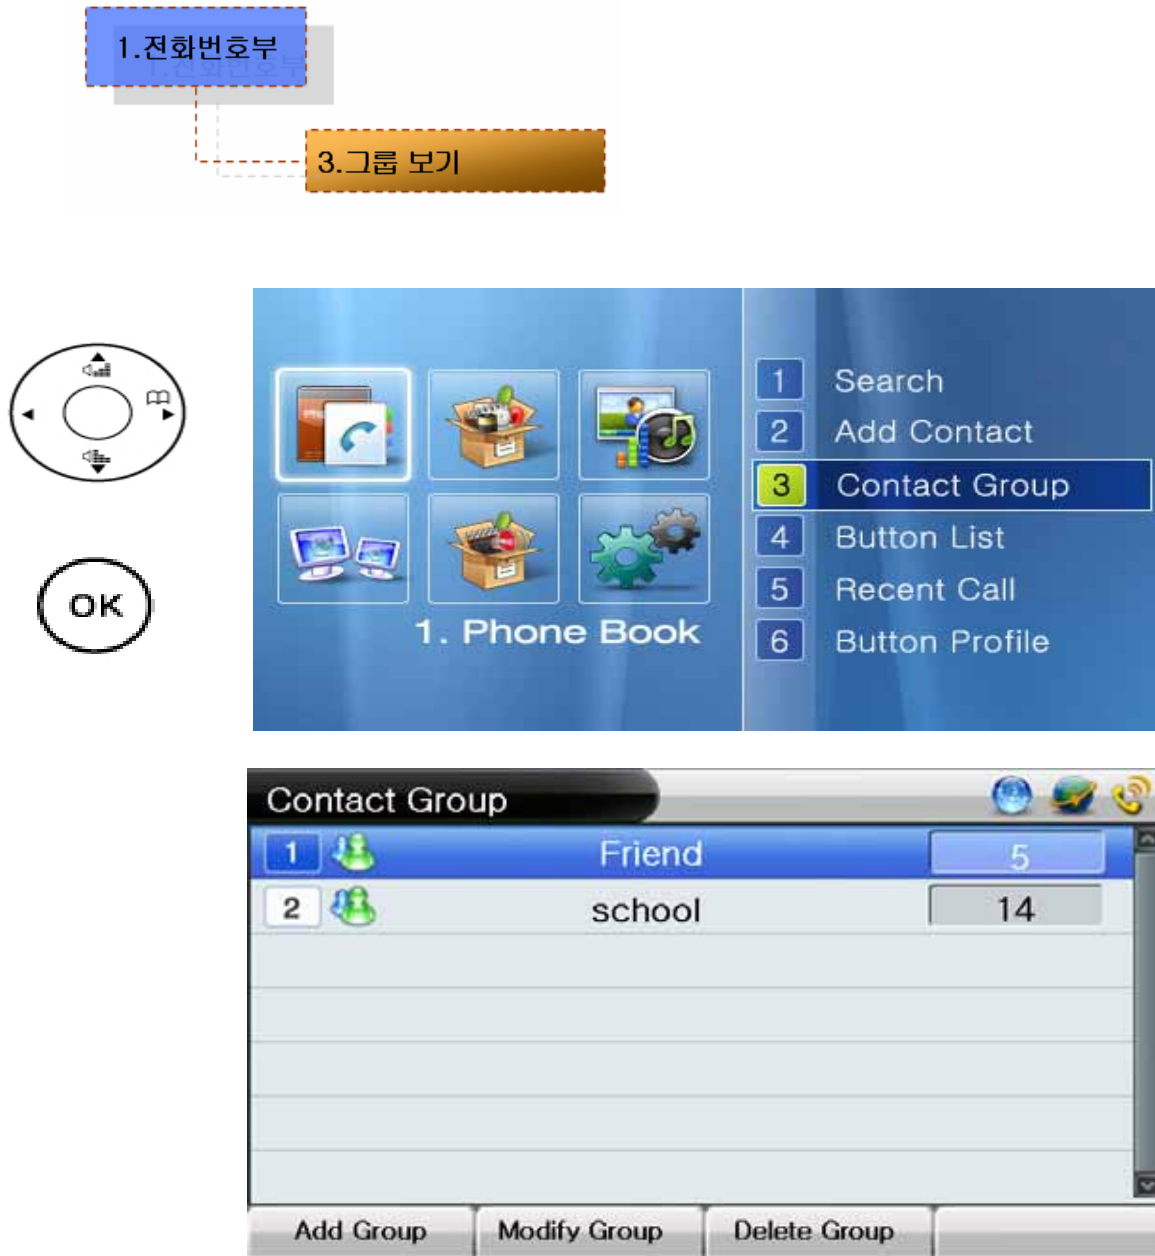 1.전화번호부
3.그룹 보기
OK
1 Search
2 Add Contact
3 Contact Group
4 Button List
5 Recent Call
6 Button Profile
1. Phone Book
Contact Group
1 Friend 5
2 school 14
Add Group Modify Group Delete Group